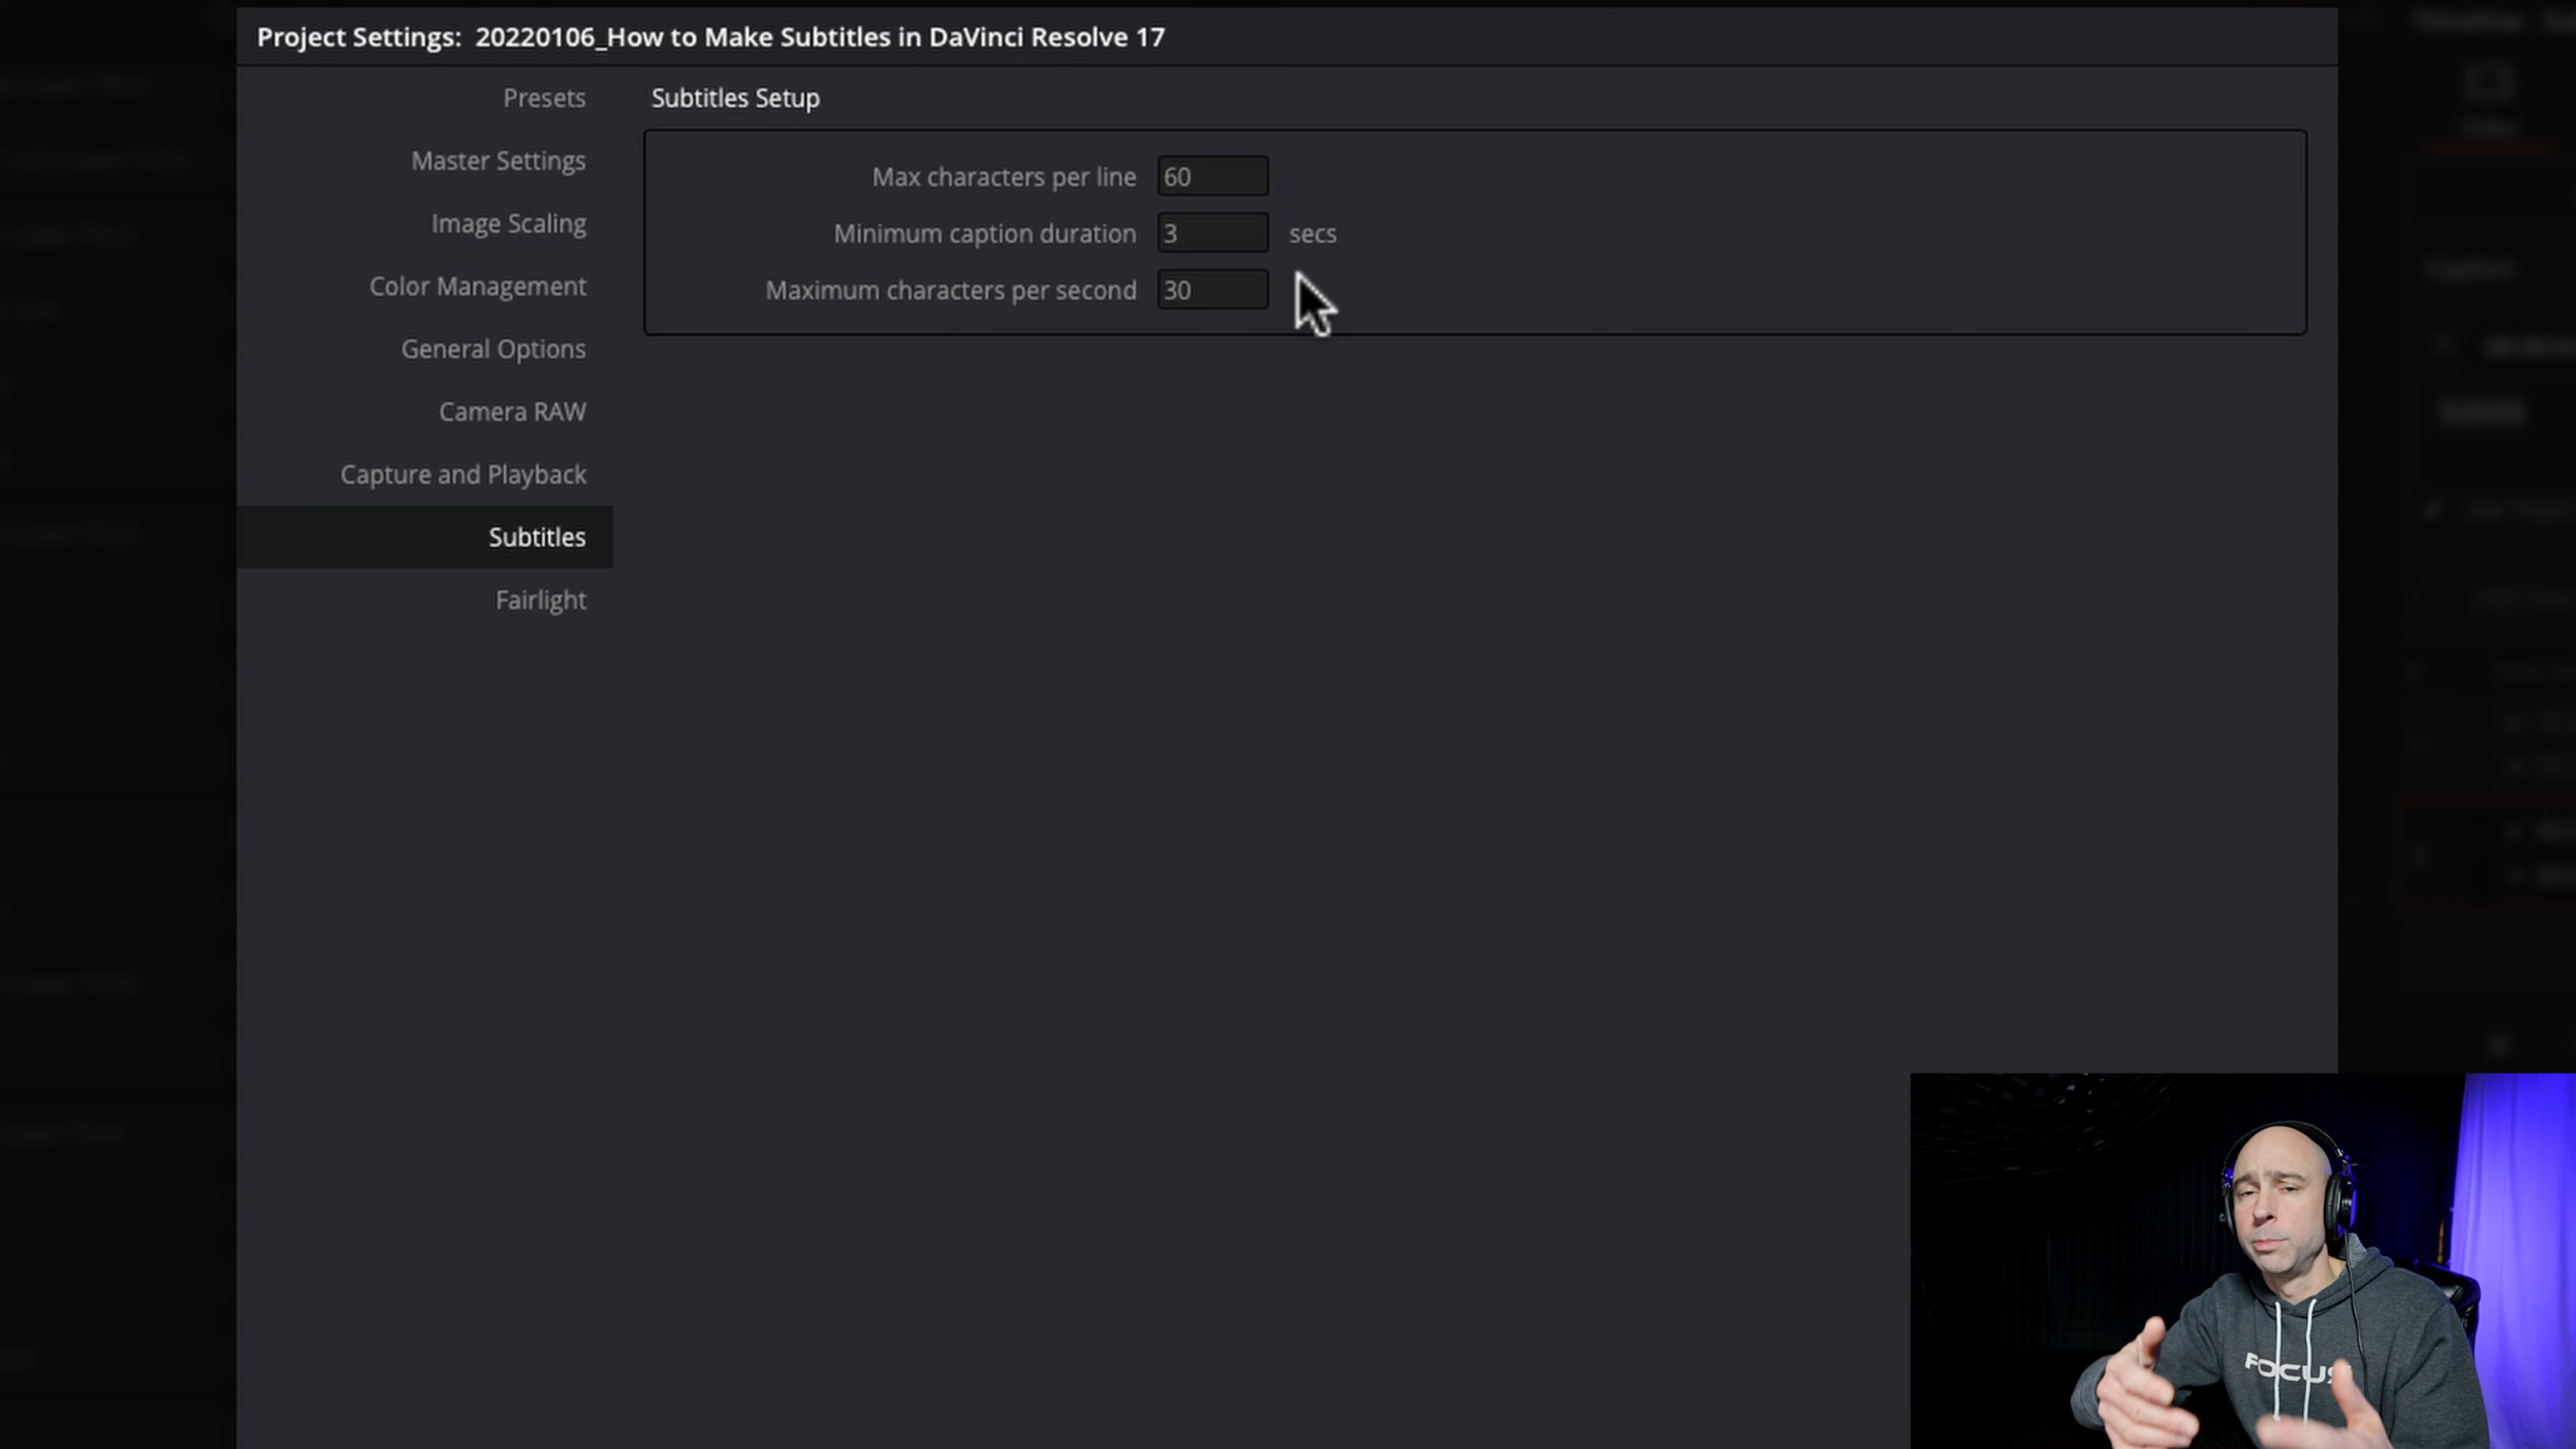 Project Settings: 20220106_How to Make Subtitles in DaVinci Resolve 17
Presets
Master Settings
Image Scaling
Color Management
General Options
Camera RAW
Capture and Playback
Subtitles
Fairlight
Subtitles Setup
Max characters per line 60
Minimum caption duration 3 secs
Maximum characters per second 30
FOCUS